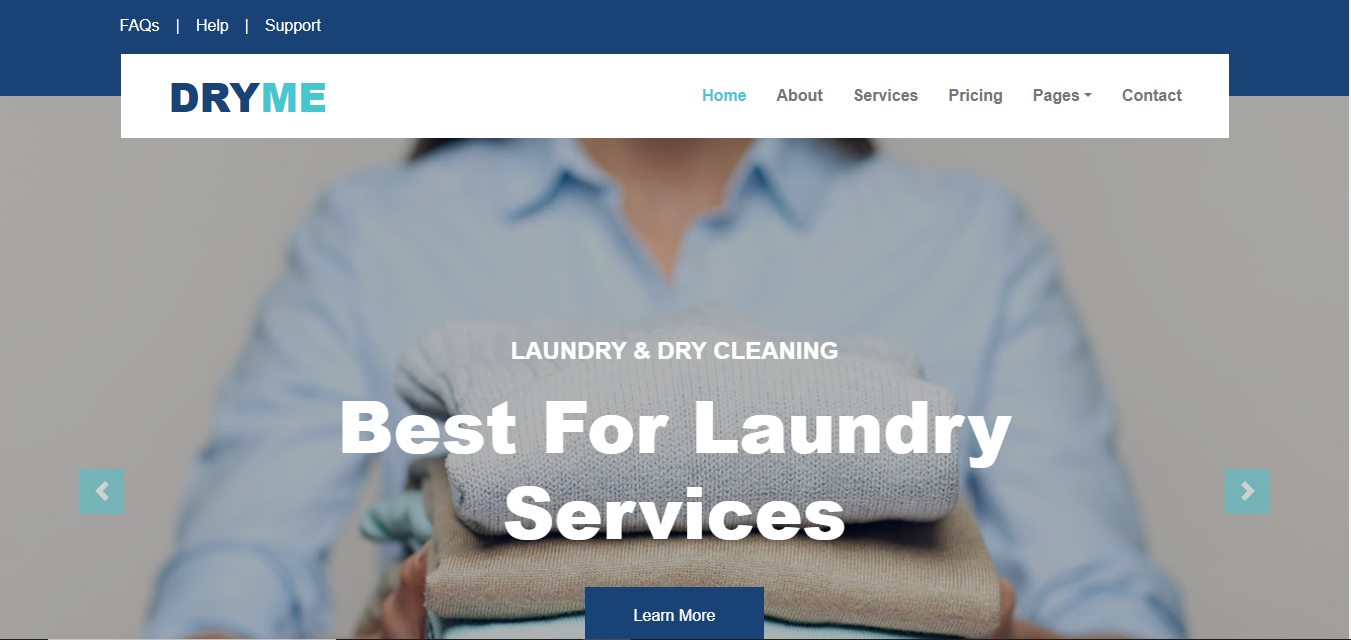 FAQs | Help | Support
DRYME
Home About Services Pricing Pages Contact
LAUNDRY & DRY CLEANING
Best For Laundry
Services
Learn More